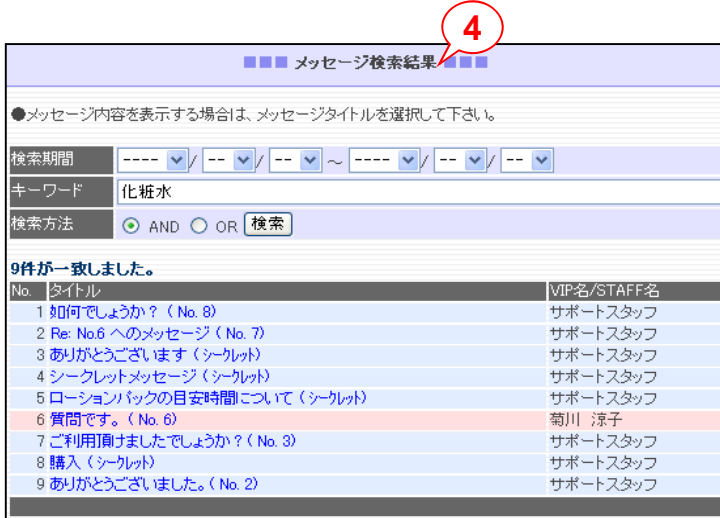 4
■■■ メッセージ検索結果 ■■■
●メッセージ内容を表示する場合は、メッセージタイトルを選択して下さい。
検索期間 ---- / -- / -- ～ ---- / -- / --
キーワード 化粧水
検索方法 AND OR 検索
9件が一致しました。
No. タイトル VIP名/STAFF名
1 如何でしょうか？（No. 8） サポートスタッフ
2 Re: No.6 へのメッセージ（No. 7） サポートスタッフ
3 ありがとうございます（シークレット） サポートスタッフ
4 シークレットメッセージ（シークレット） サポートスタッフ
5 ローションパックの目安時間について（シークレット） サポートスタッフ
6 質問です。（No. 6） 菊川 涼子
7 ご利用頂けましたでしょうか？（No. 3） サポートスタッフ
8 購入（シークレット） サポートスタッフ
9 ありがとうございました。（No. 2） サポートスタッフ